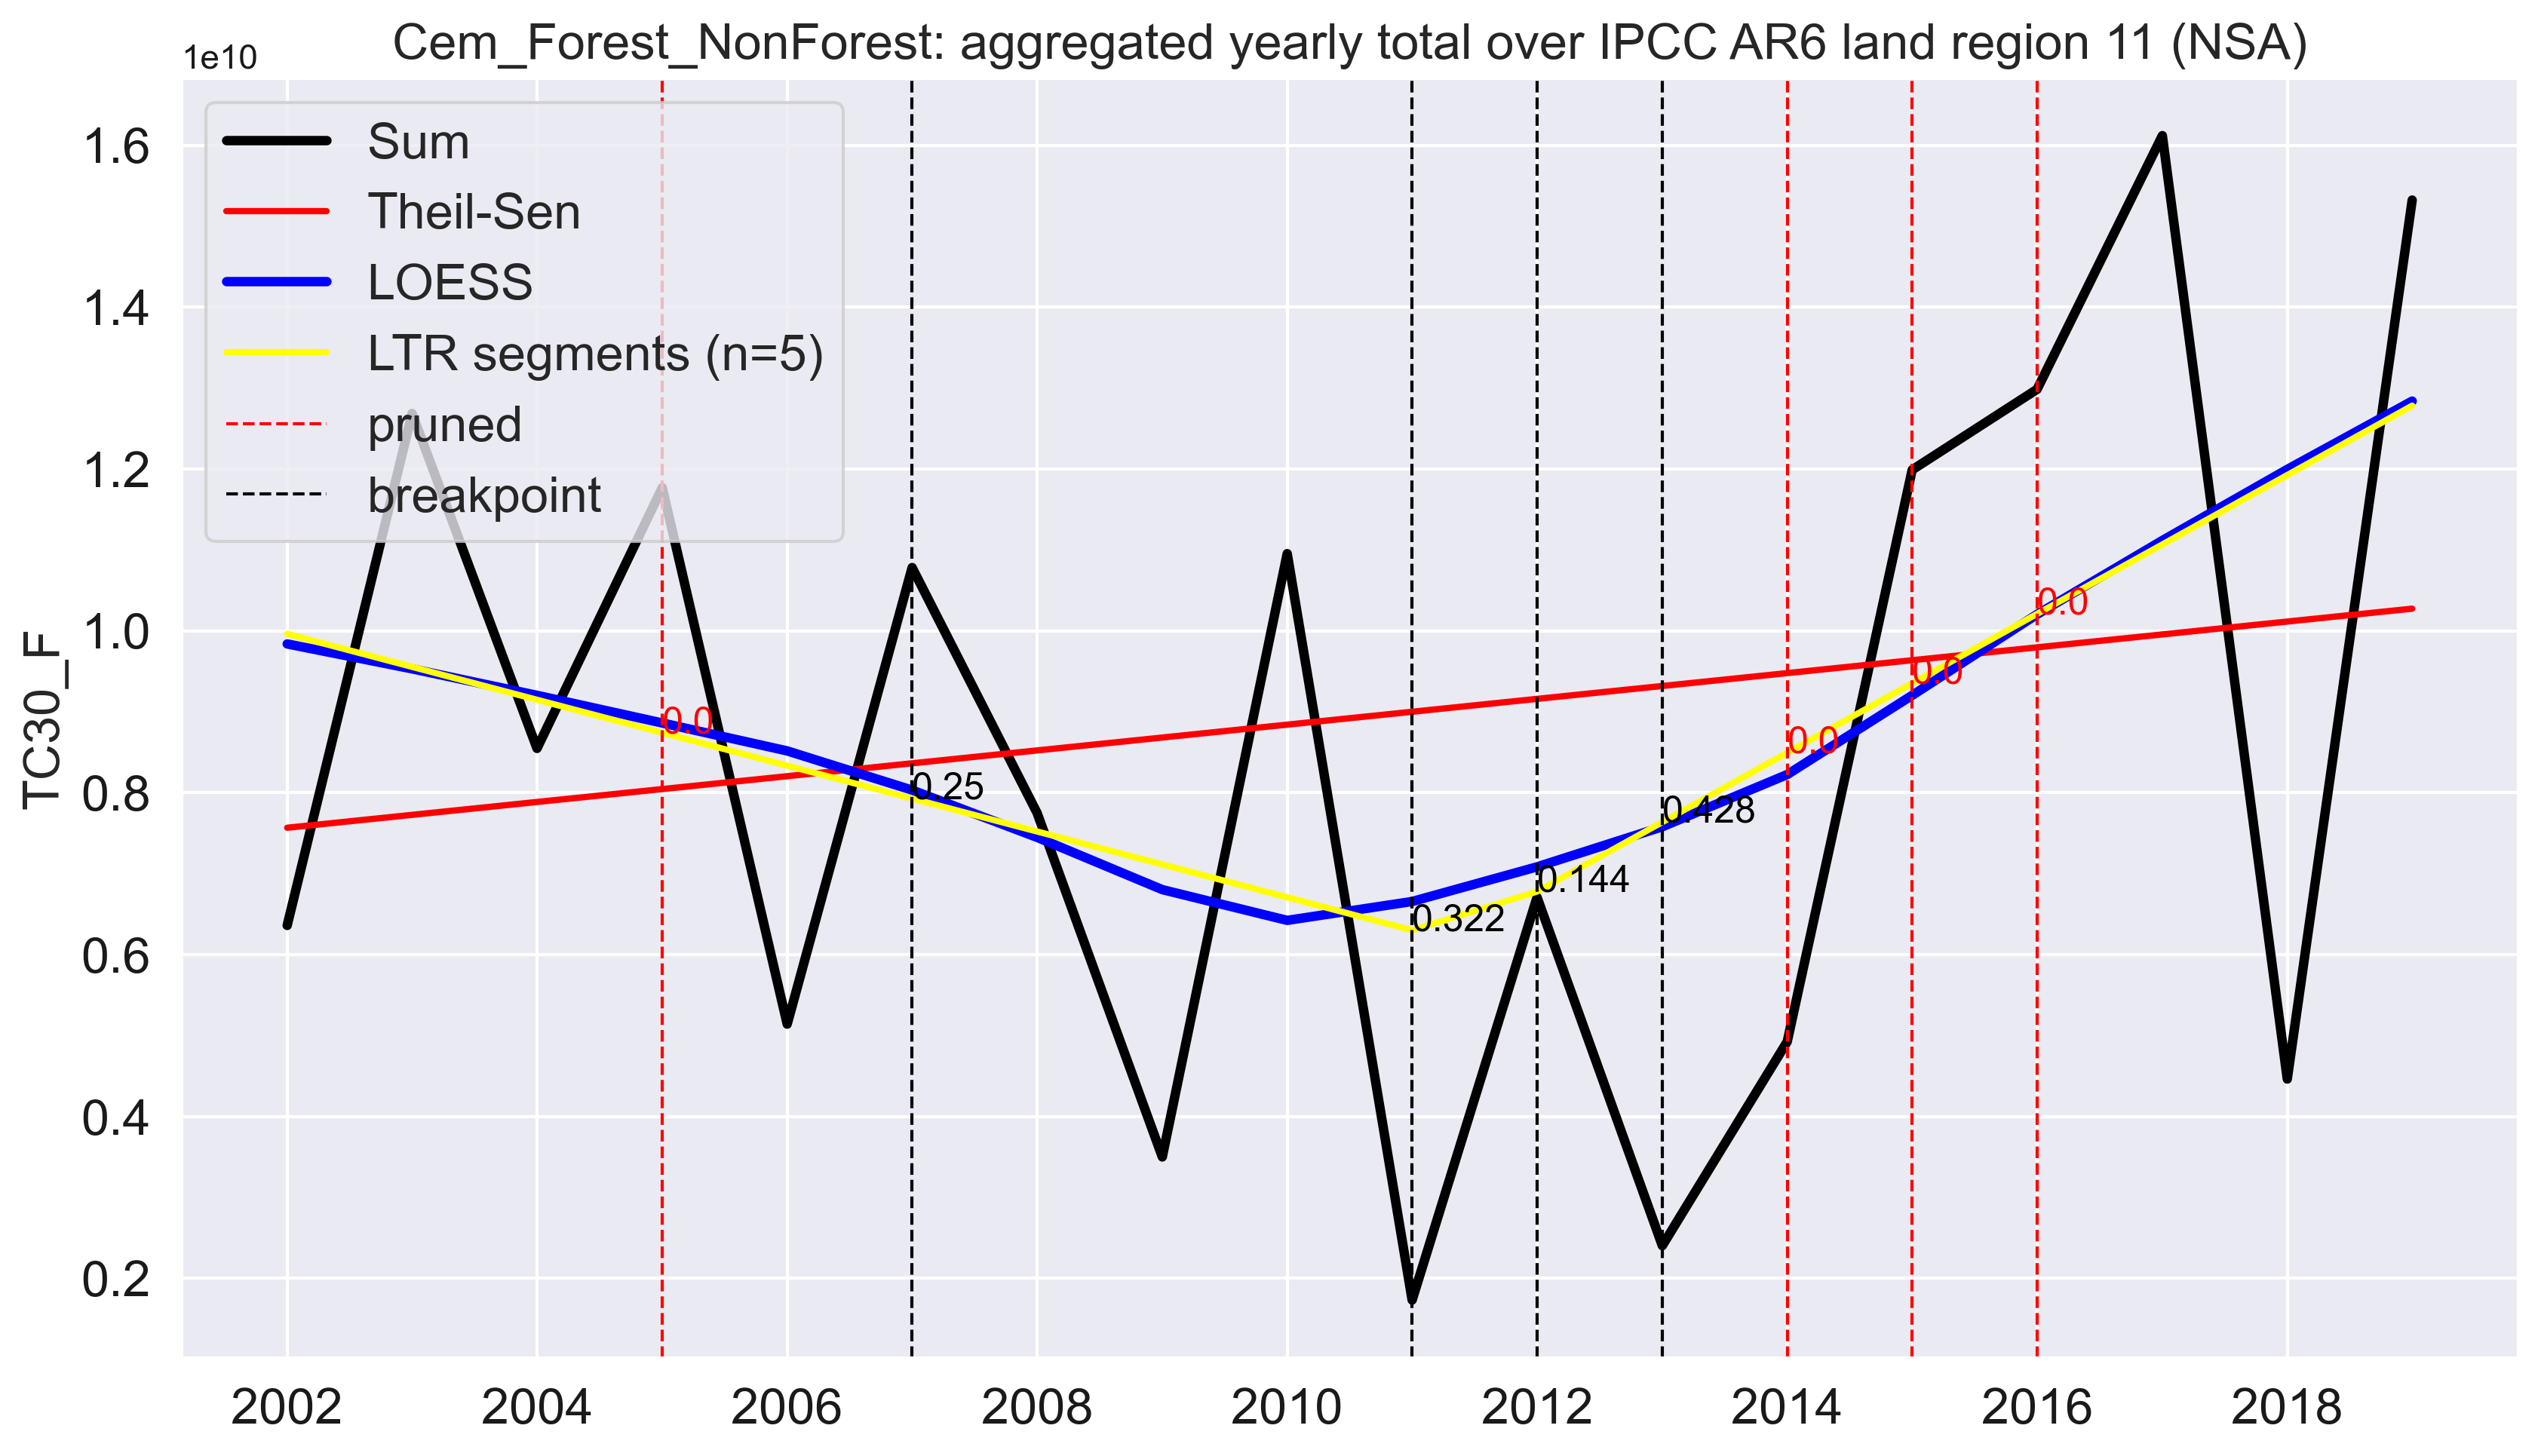 Cem_Forest_NonForest: aggregated yearly total over IPCC AR6 land region 11 (NSA)
1e10
Sum
Theil-Sen
LOESS
LTR segments (n=5)
pruned
breakpoint
TC30_F
1.6
1.4
1.2
1.0
0.8
0.6
0.4
0.2
0.0
0.25
0.322
0.144
0.428
0.0
0.0
0.0
2002
2004
2006
2008
2010
2012
2014
2016
2018